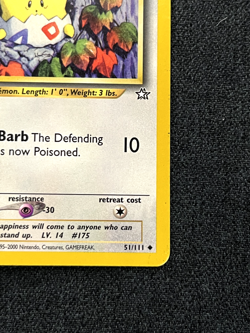 émon. Length: 1' 0", Weight: 3 lbs.
Barb The Defending
s now Poisoned.
10
resistance
retreat cost
-30
appiness will come to anyone who can
stand up. LV. 14 #175
95-2000 Nintendo, Creatures, GAMEFREAK.
51/111